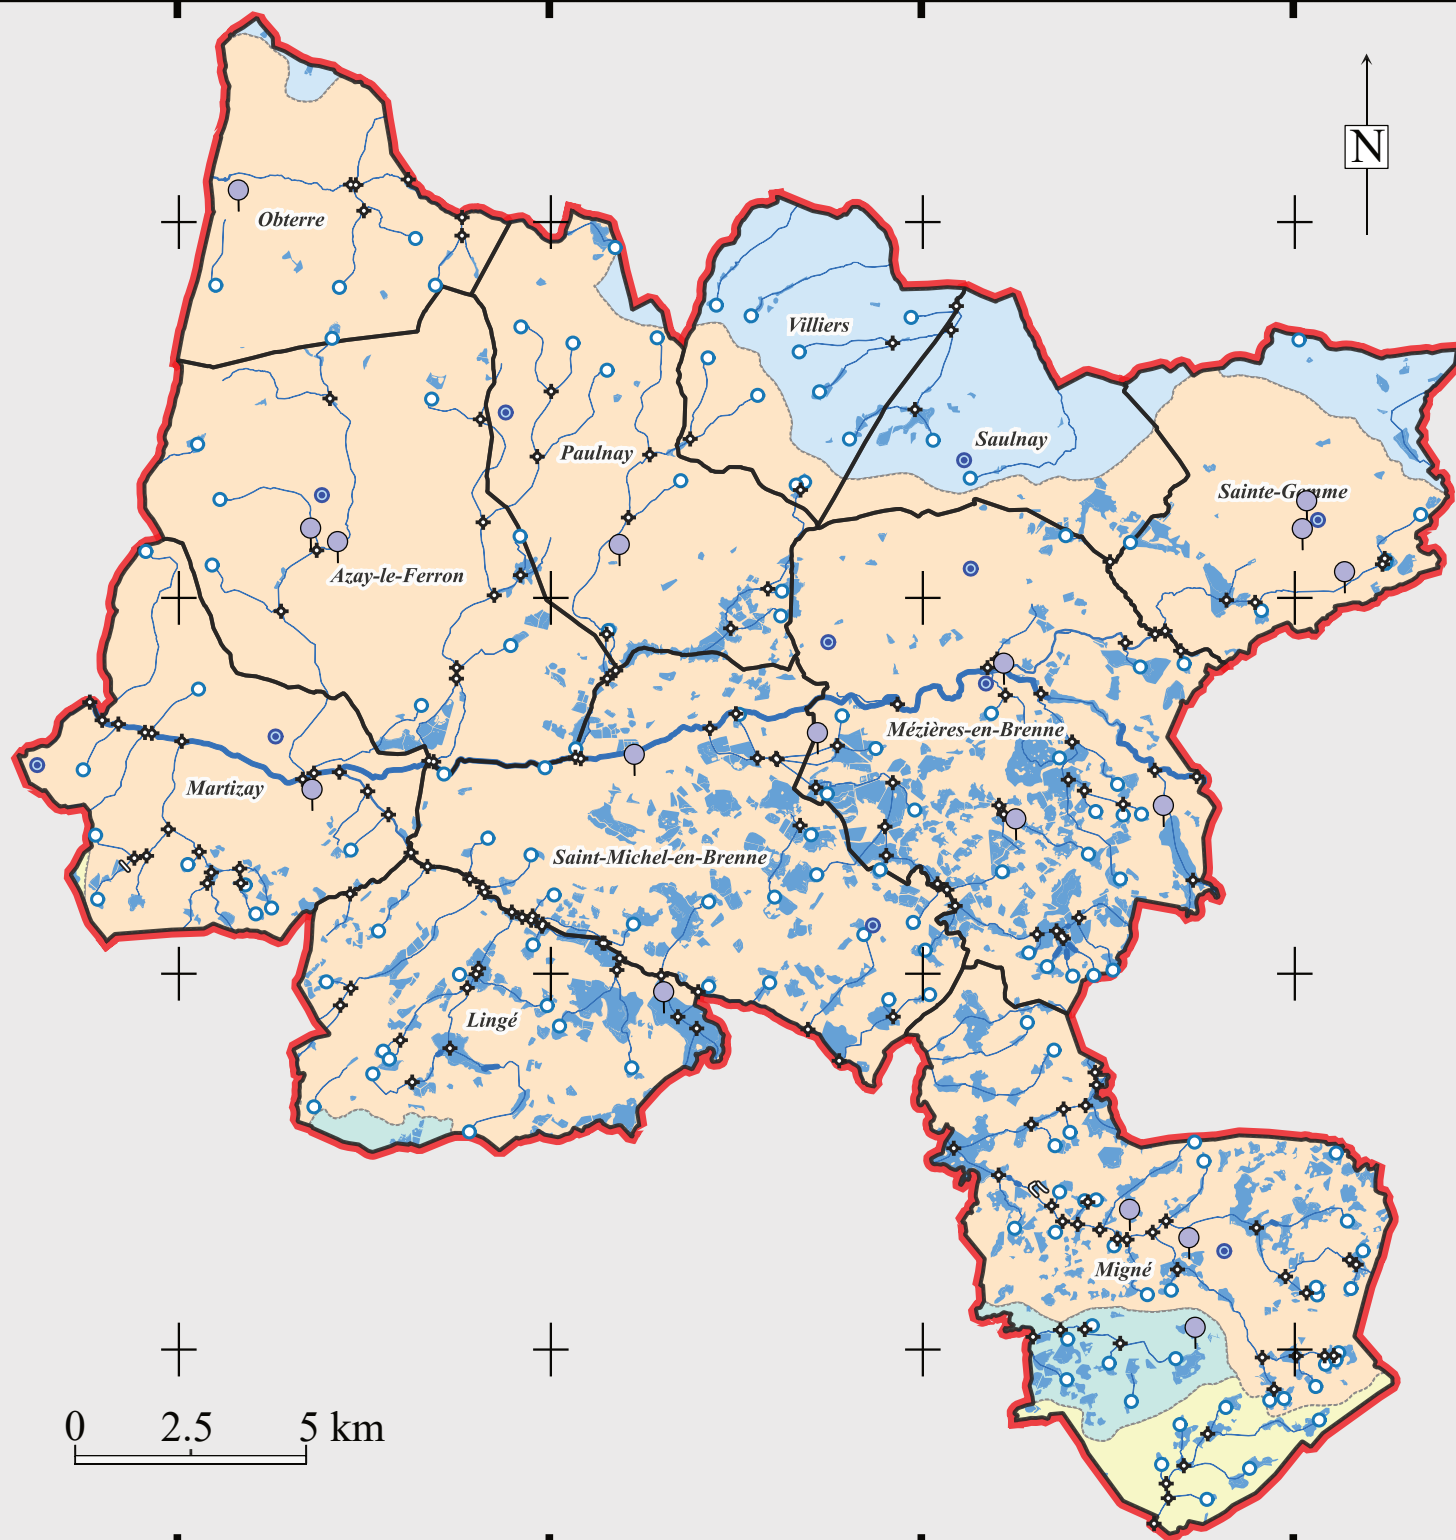 N
Obterre
Villiers
Saulnay
Paulnay
Sainte-Gemme
Azay-le-Ferron
Mézières-en-Brenne
Martizay
Saint-Michel-en-Brenne
Lingé
Migné
0 2.5 5 km